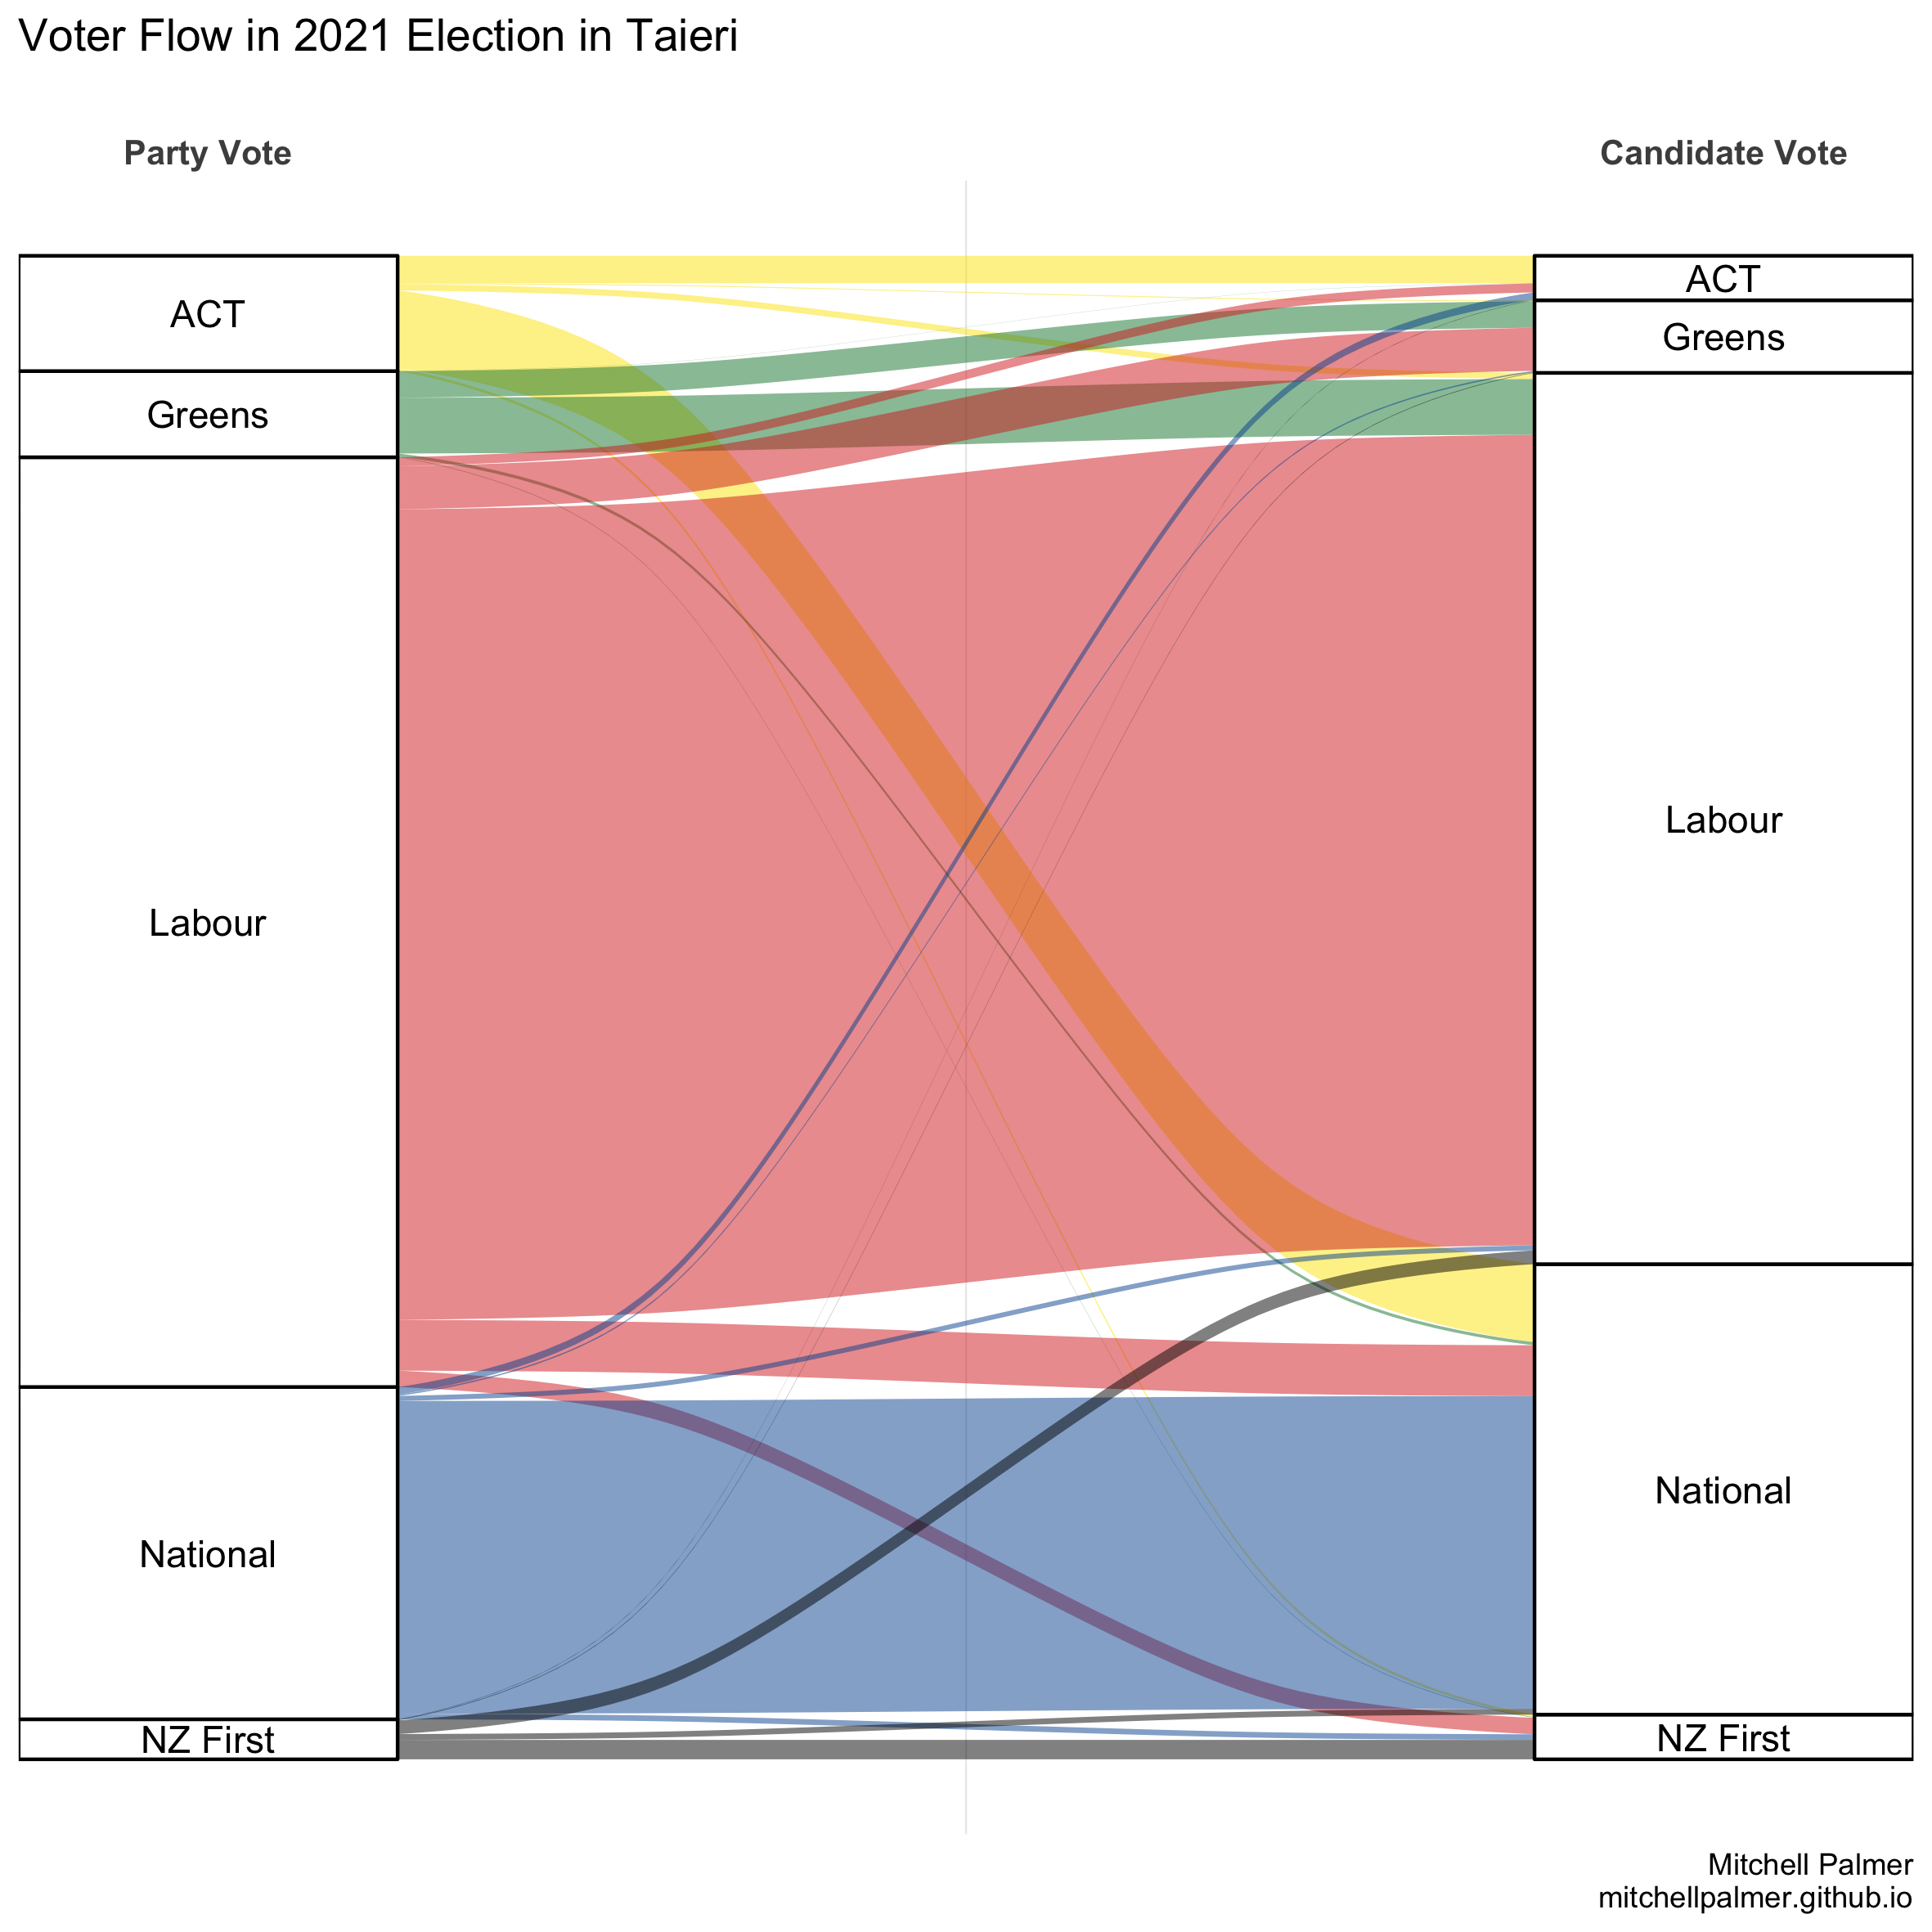 Voter Flow in 2021 Election in Taieri
Party Vote
Candidate Vote
ACT
Greens
Labour
National
NZ First
ACT
Greens
Labour
National
NZ First
Mitchell Palmer
mitchellpalmer.github.io